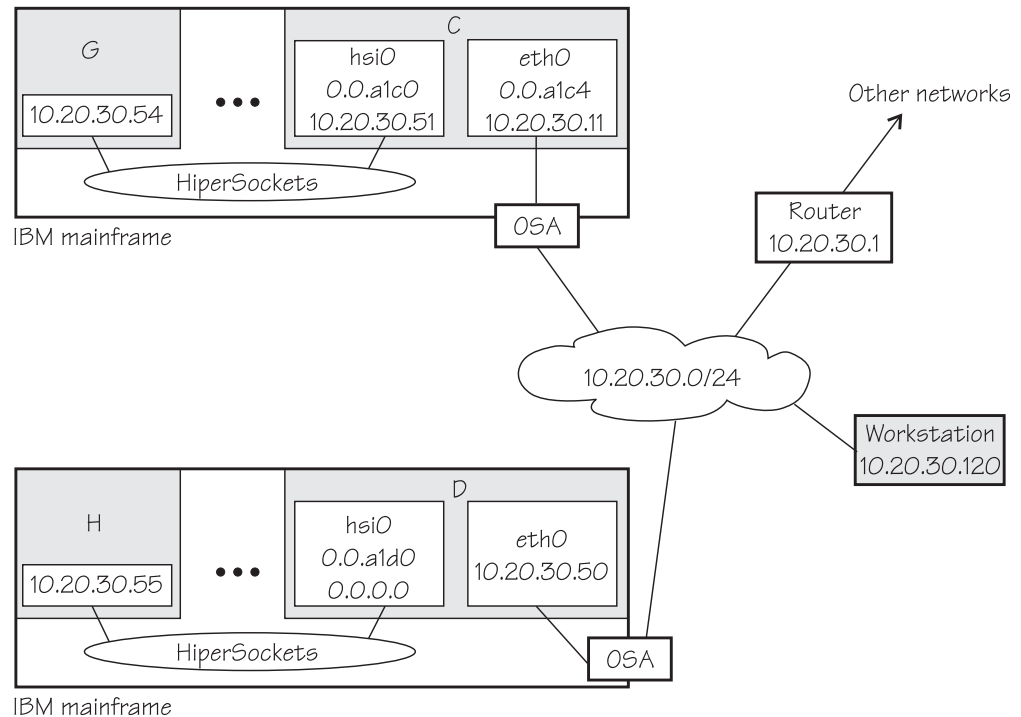 G
10.20.30.54
C
hsi0
0.0.a1c0
10.20.30.51
eth0
0.0.a1c4
10.20.30.11
HiperSockets
OSA
IBM mainframe
Other networks
Router
10.20.30.1
10.20.30.0/24
Workstation
10.20.30.120
H
10.20.30.55
D
hsi0
0.0.a1d0
0.0.0.0
eth0
10.20.30.50
HiperSockets
OSA
IBM mainframe